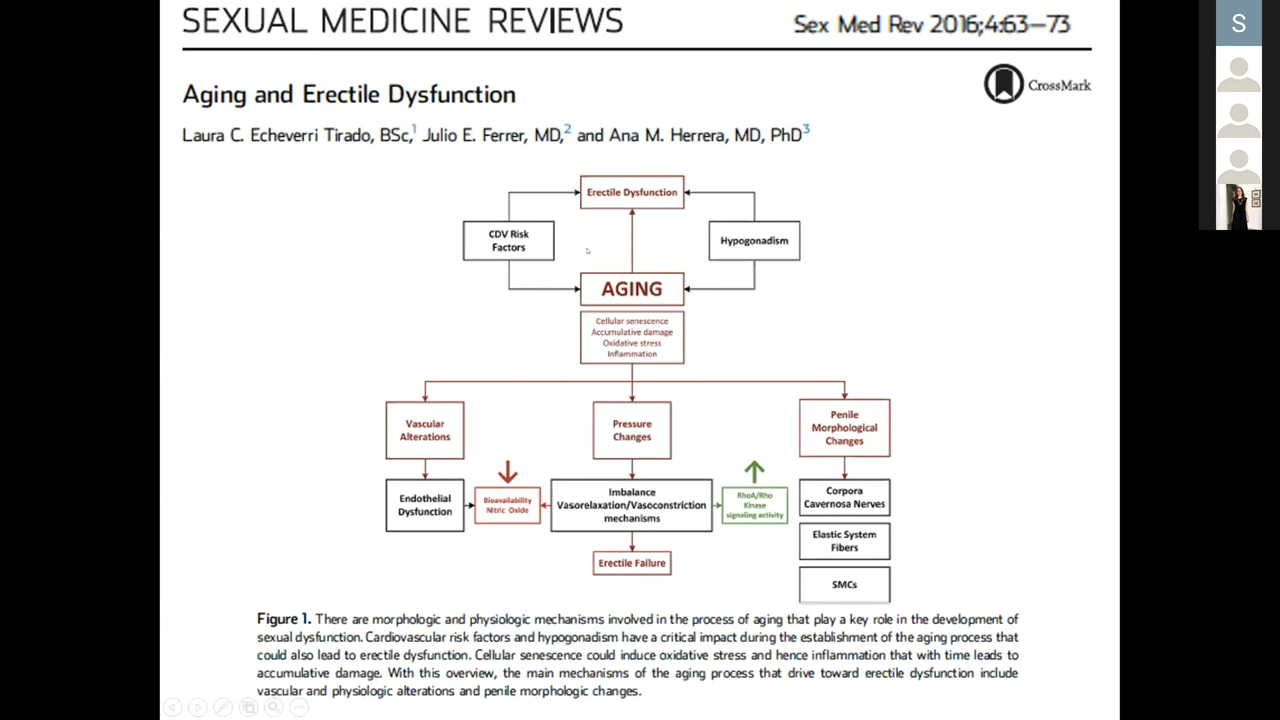 SEXUAL MEDICINE REVIEWS
Sex Med Rev 2016;4:63–73
S
CrossMark
Aging and Erectile Dysfunction
Laura C. Echeverri Tirado, BSc,1 Julio E. Ferrer, MD,2 and Ana M. Herrera, MD, PhD3
Erectile Dysfunction
CDV Risk
Factors
Hypogonadism
AGING
Cellular senescence
Accumulative damage
Oxidative stress
Inflammation
Vascular
Alterations
Pressure
Changes
Penile
Morphological
Changes
Endothelial
Dysfunction
Bioavailability
Nitric Oxide
Imbalance
Vasorelaxation/Vasoconstriction
mechanisms
RhoA/Rho
Kinase
signaling activity
Corpora
Cavernosa Nerves
Elastic System
Fibers
Erectile Failure
SMCs
Figure 1. There are morphologic and physiologic mechanisms involved in the process of aging that play a key role in the development of
sexual dysfunction. Cardiovascular risk factors and hypogonadism have a critical impact during the establishment of the aging process that
could also lead to erectile dysfunction. Cellular senescence could induce oxidative stress and hence inflammation that with time leads to
accumulative damage. With this overview, the main mechanisms of the aging process that drive toward erectile dysfunction include
vascular and physiologic alterations and penile morphologic changes.